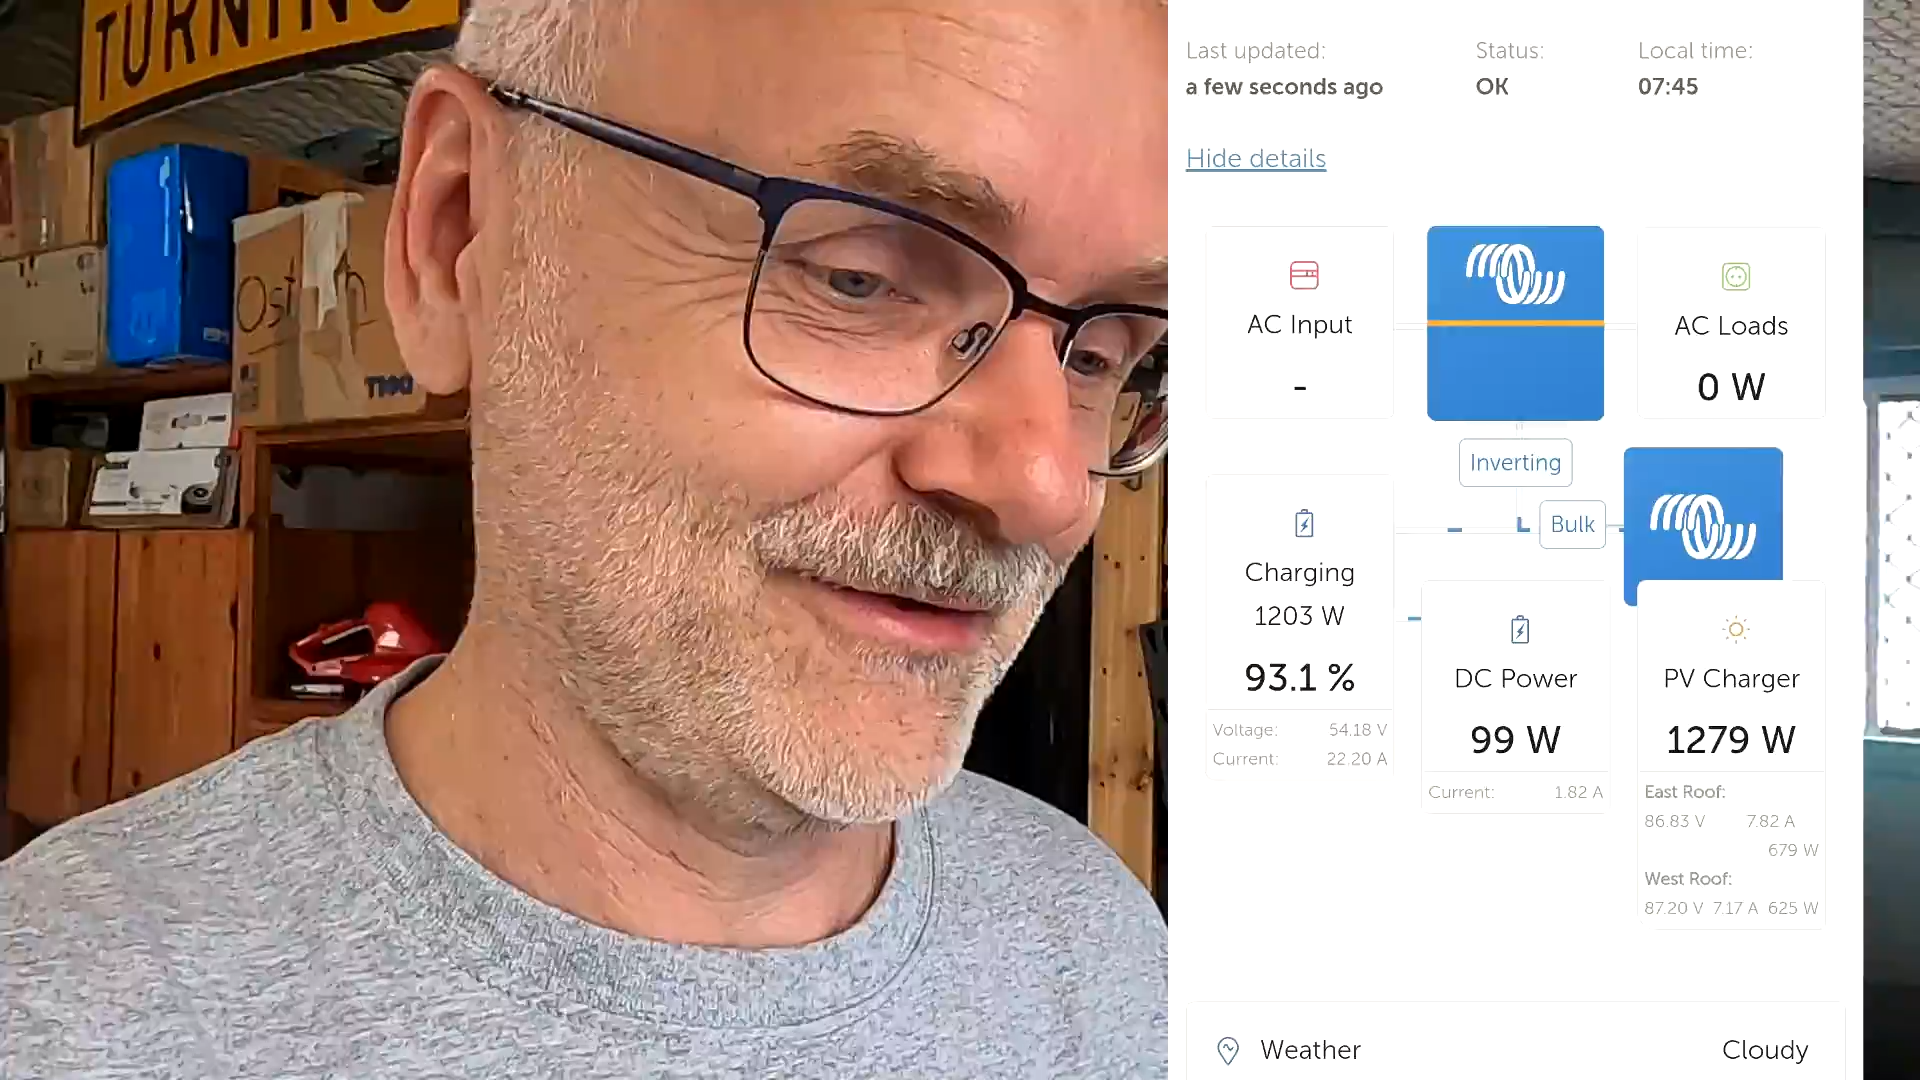 TURNING
Last updated:
a few seconds ago
Status:
OK
Local time:
07:45
Hide details
AC Input
-
AC Loads
0 W
Inverting
Bulk
Charging
1203 W
93.1 %
Voltage: 54.18 V
Current: 22.20 A
DC Power
99 W
Current: 1.82 A
PV Charger
1279 W
East Roof:
86.83 V 7.82 A
679 W
West Roof:
87.20 V 7.17 A 625 W
Weather
Cloudy